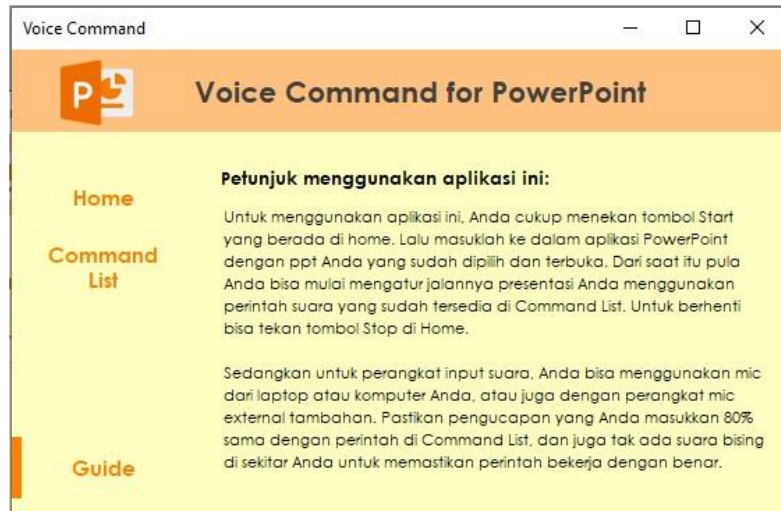 Voice Command
P
Voice Command for PowerPoint
Home
Command
List
Guide
Petunjuk menggunakan aplikasi ini:
Untuk menggunakan aplikasi ini, Anda cukup menekan tombol Start
yang berada di home. Lalu masuklah ke dalam aplikasi PowerPoint
dengan ppt Anda yang sudah dipilih dan terbuka. Dari saat itu pula
Anda bisa mulai mengatur jalannya presentasi Anda menggunakan
perintah suara yang sudah tersedia di Command List. Untuk berhenti
bisa tekan tombol Stop di Home.
Sedangkan untuk perangkat input suara, Anda bisa menggunakan mic
dari laptop atau komputer Anda, atau juga dengan perangkat mic
external tambahan. Pastikan pengucapan yang Anda masukkan 80%
sama dengan perintah di Command List, dan juga tak ada suara bising
di sekitar Anda untuk memastikan perintah bekerja dengan benar.